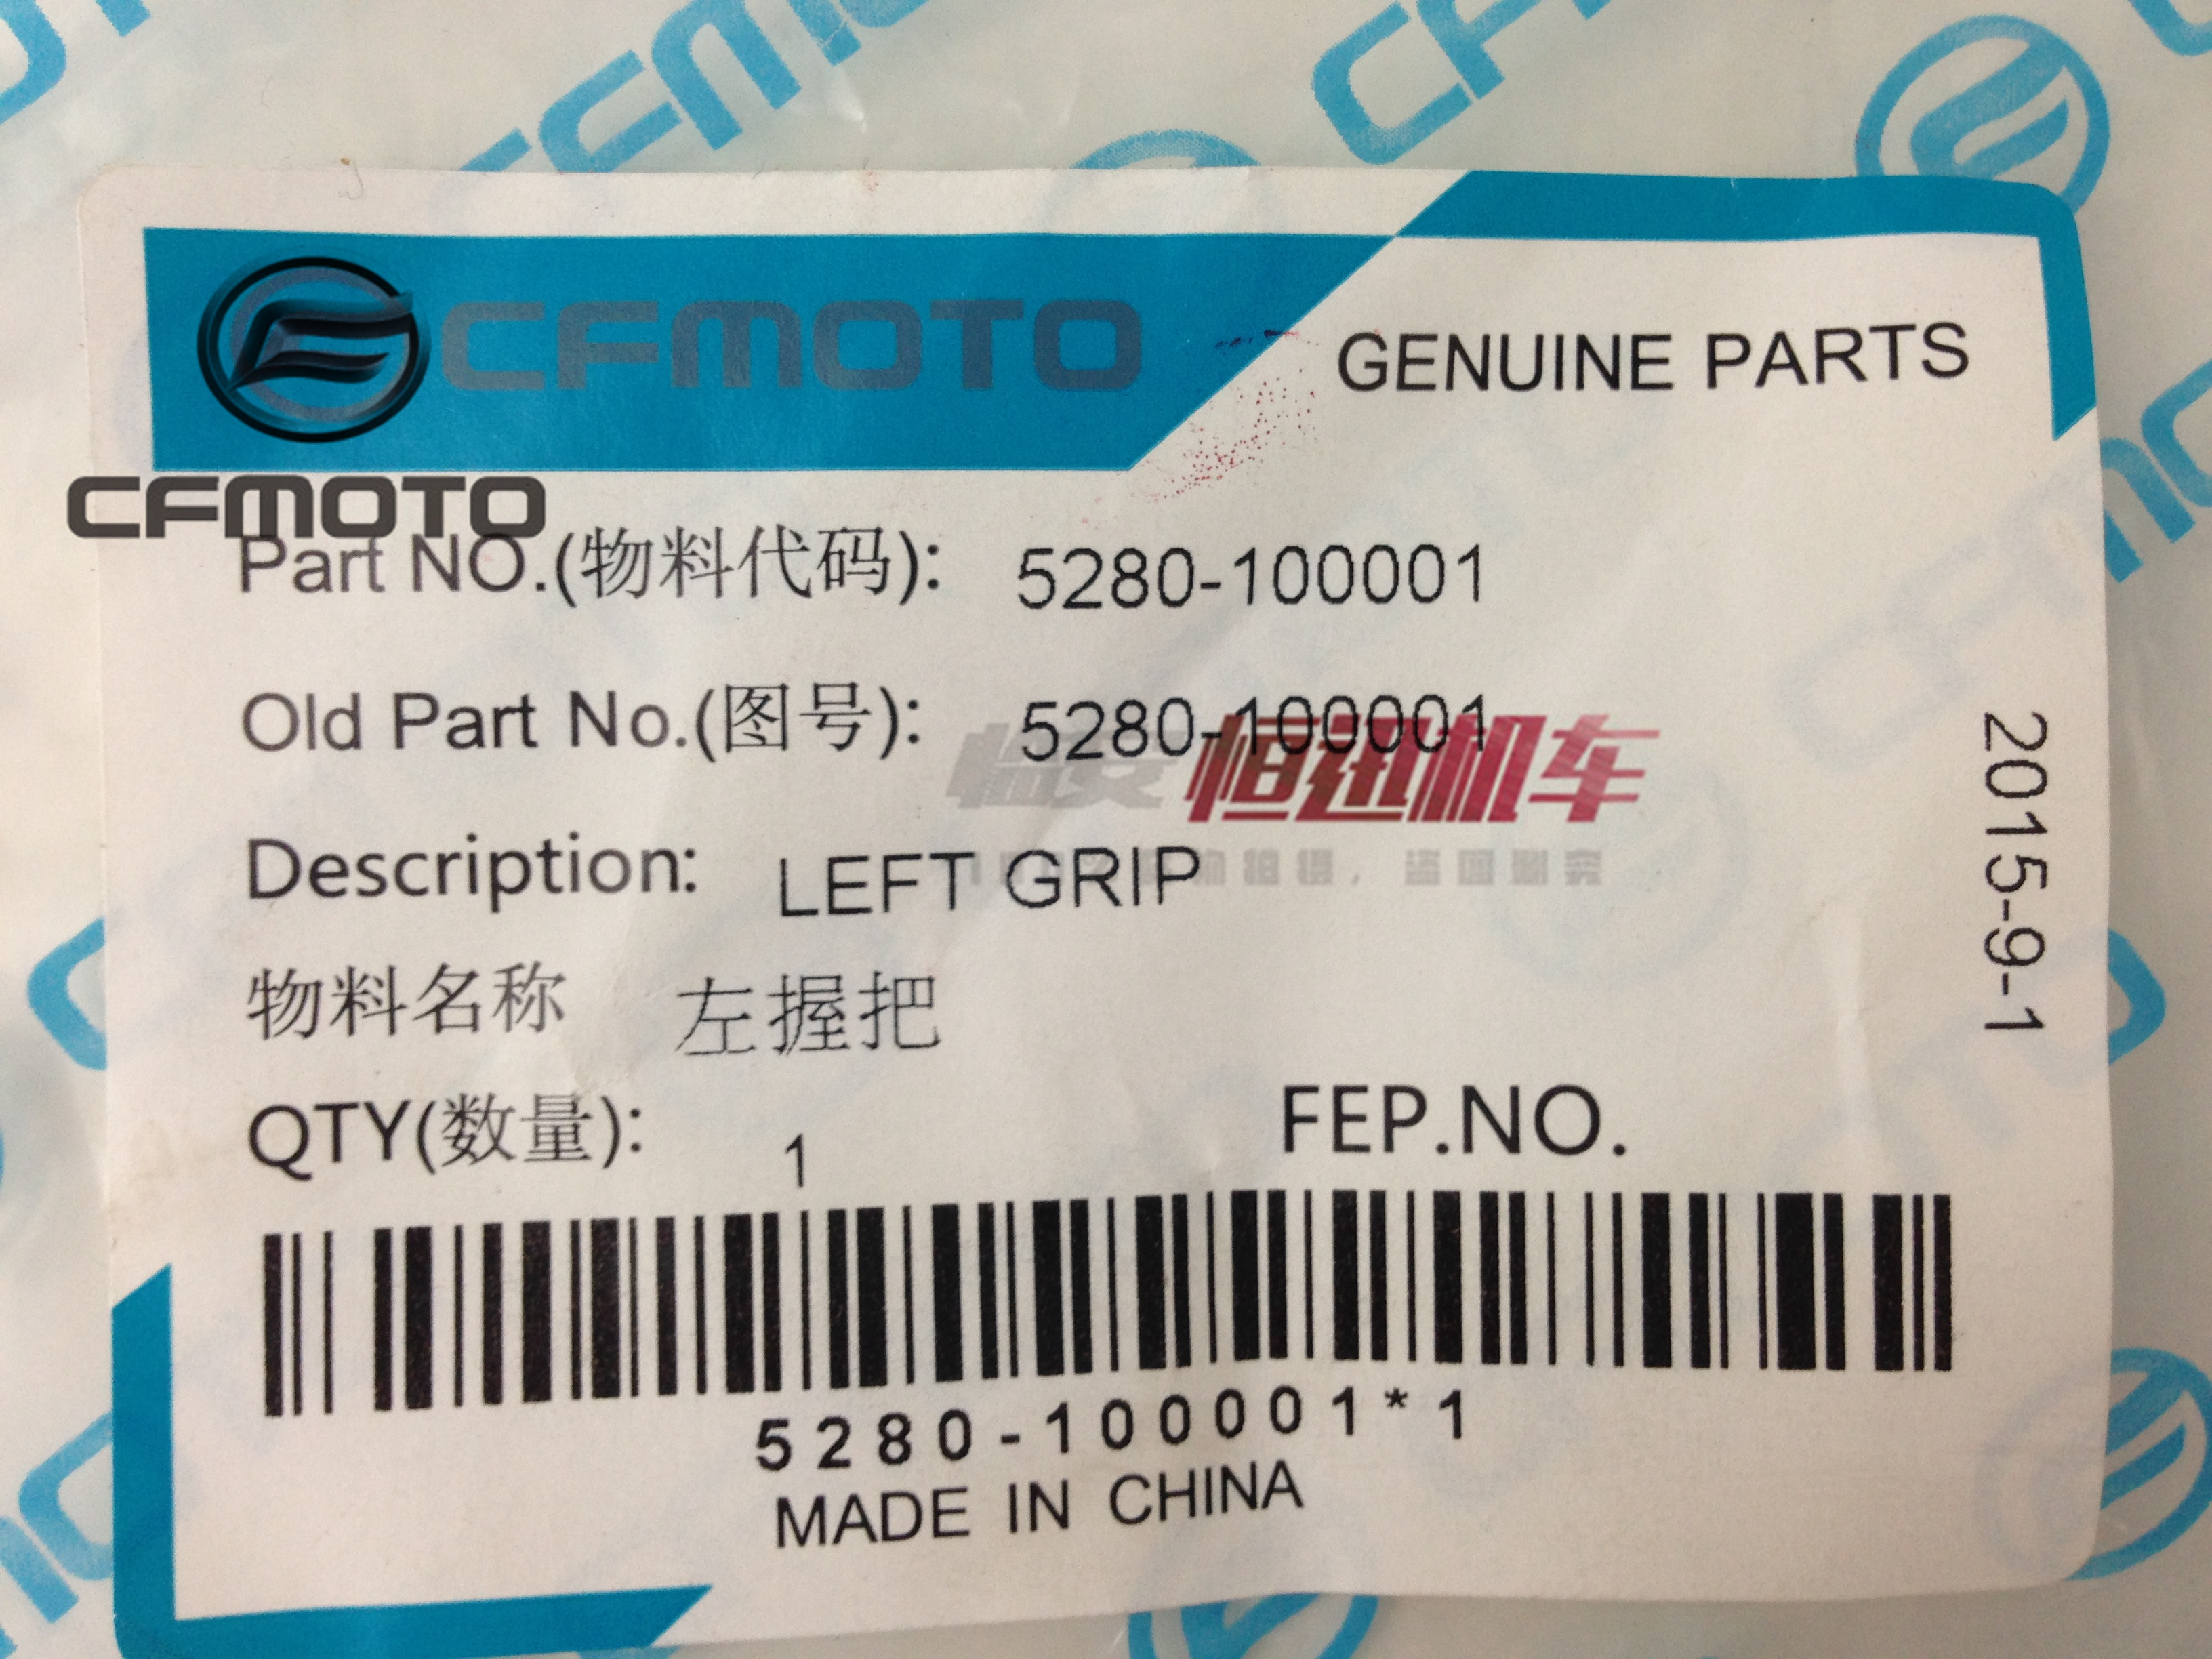 CFMOTO
GENUINE PARTS
CFMOTO
Part NO.(物料代码): 5280-100001
Old Part No.(图号): 5280-100001
临安恒迅机车
Description: LEFT GRIP
物料名称 左握把
QTY(数量): 1
FEP.NO.
5280-100001*1
MADE IN CHINA
2015-9-1